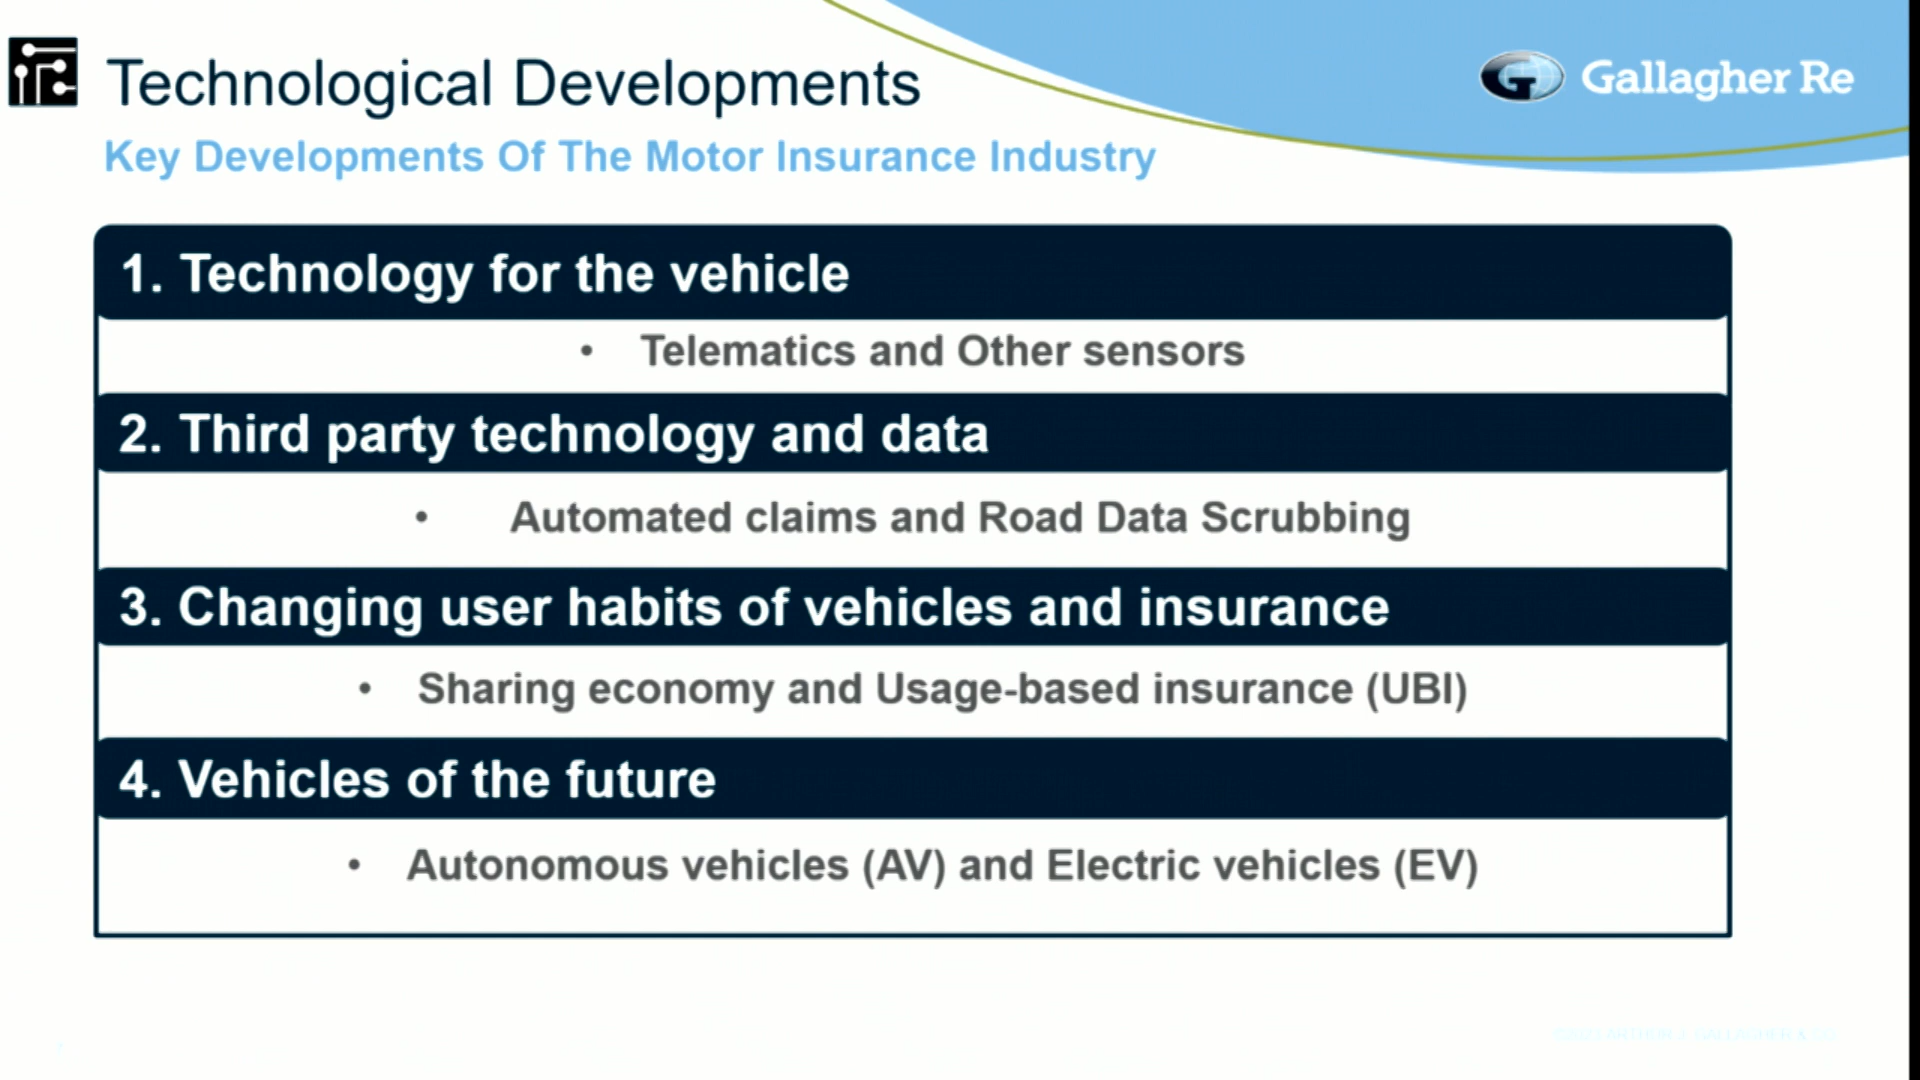 Technological Developments
Gallagher Re
Key Developments Of The Motor Insurance Industry
1. Technology for the vehicle
• Telematics and Other sensors
2. Third party technology and data
• Automated claims and Road Data Scrubbing
3. Changing user habits of vehicles and insurance
• Sharing economy and Usage-based insurance (UBI)
4. Vehicles of the future
• Autonomous vehicles (AV) and Electric vehicles (EV)
ARTHUR J. GALLAGHER &